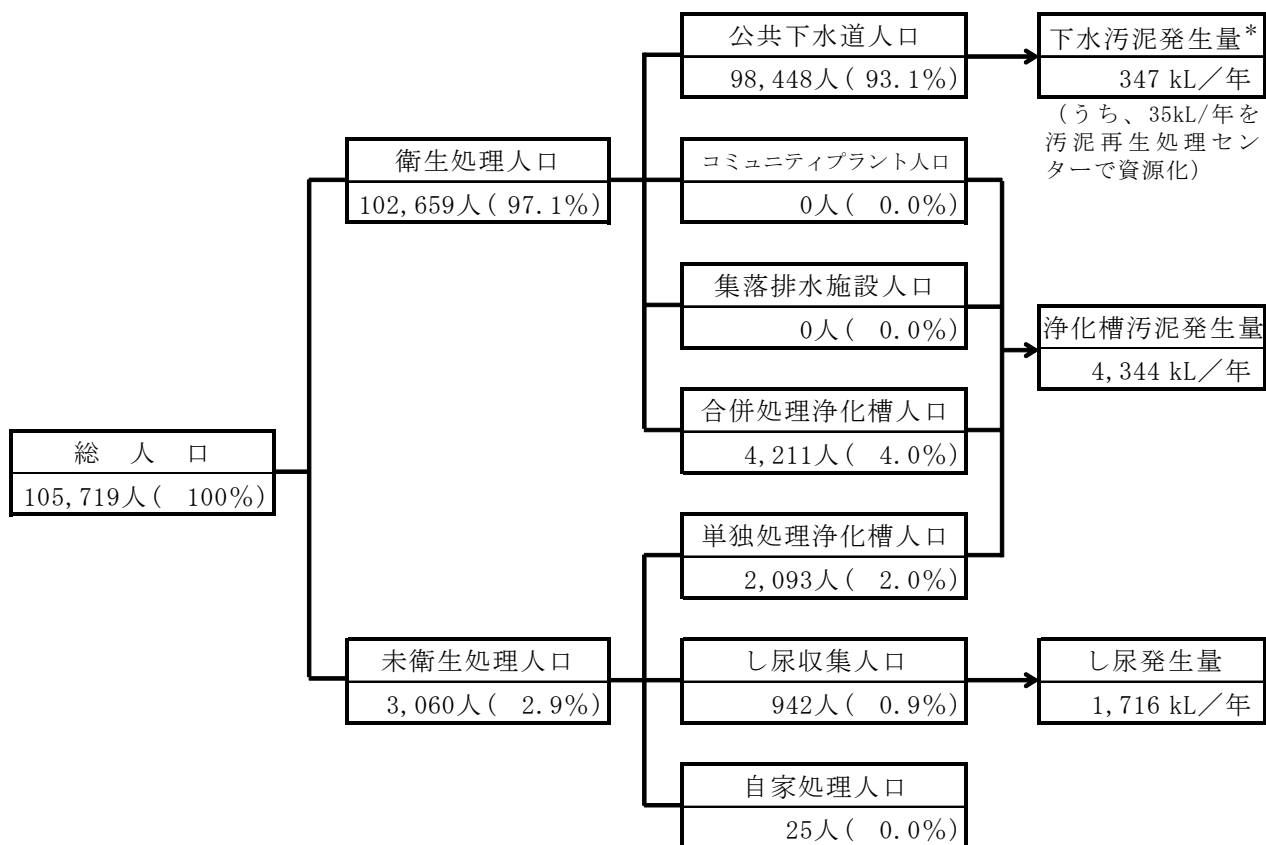 公共下水道人口
98,448人( 93.1%)
下水汚泥発生量*
347 kL/年
(うち、35kL/年を
汚泥再生処理セン
ターで資源化)
衛生処理人口
102,659人( 97.1%)
コミュニティプラント人口
0人( 0.0%)
集落排水施設人口
0人( 0.0%)
浄化槽汚泥発生量
4,344 kL/年
合併処理浄化槽人口
4,211人( 4.0%)
総 人 口
105,719人( 100%)
単独処理浄化槽人口
2,093人( 2.0%)
未衛生処理人口
3,060人( 2.9%)
し尿収集人口
942人( 0.9%)
し尿発生量
1,716 kL/年
自家処理人口
25人( 0.0%)